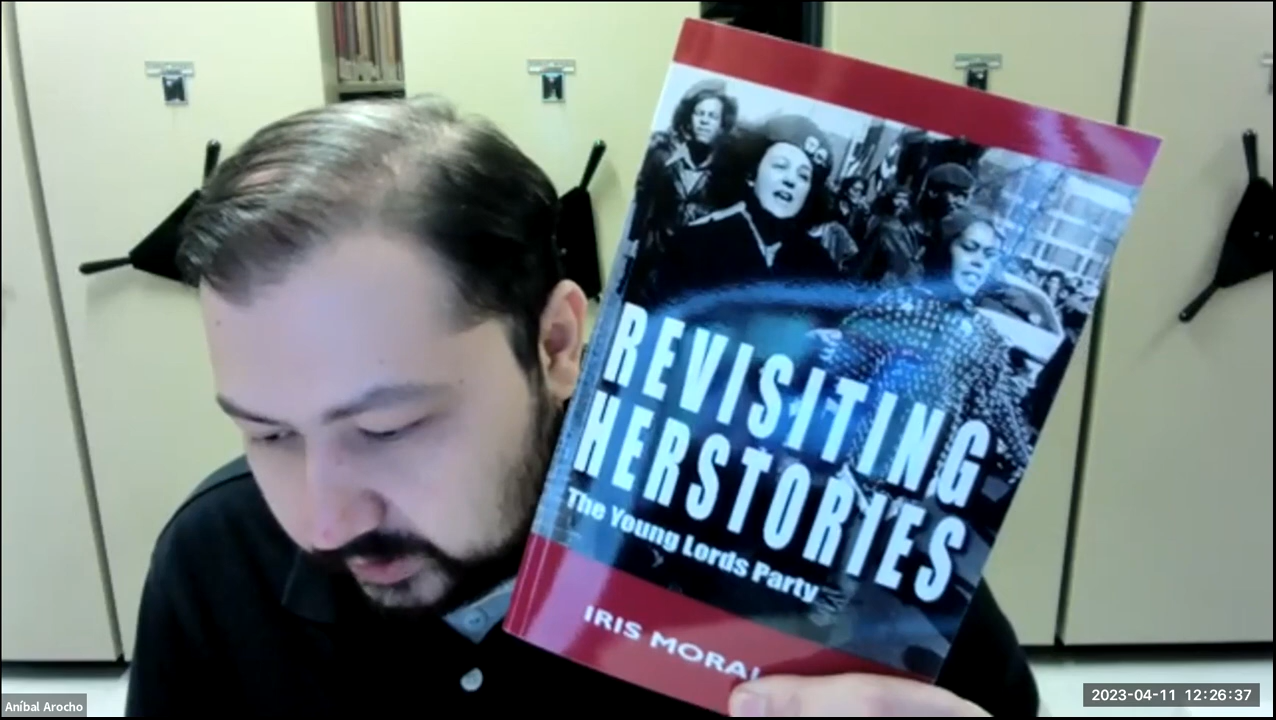 REVISITING
HERSTORIES
The Young Lords Party
IRIS MORAL
Aníbal Arocho
2023-04-11 12:26:37